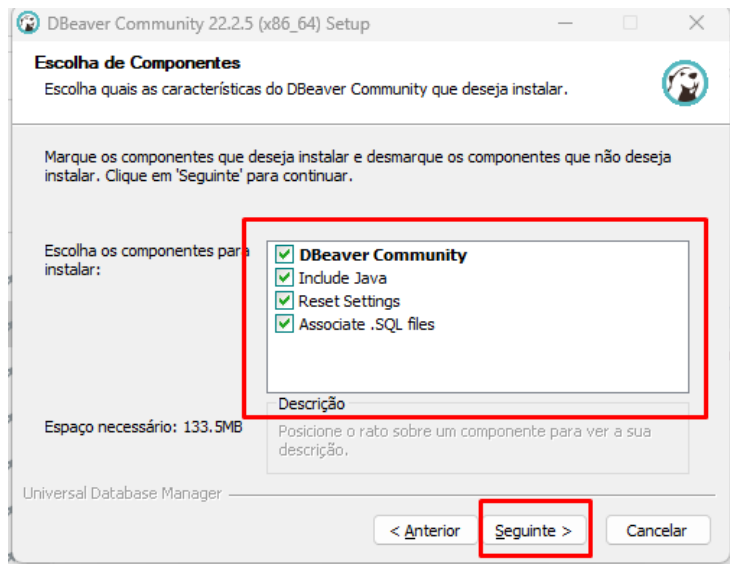 DBeaver Community 22.2.5 (x86_64) Setup
Escolha de Componentes
Escolha quais as características do DBeaver Community que deseja instalar.
Marque os componentes que deseja instalar e desmarque os componentes que não deseja
instalar. Clique em 'Seguinte' para continuar.
Escolha os componentes para
instalar:
DBeaver Community
Include Java
Reset Settings
Associate .SQL files
Espaço necessário: 133.5MB
Descrição
Posicione o rato sobre um componente para ver a sua
descrição.
Universal Database Manager
< Anterior
Seguinte >
Cancelar